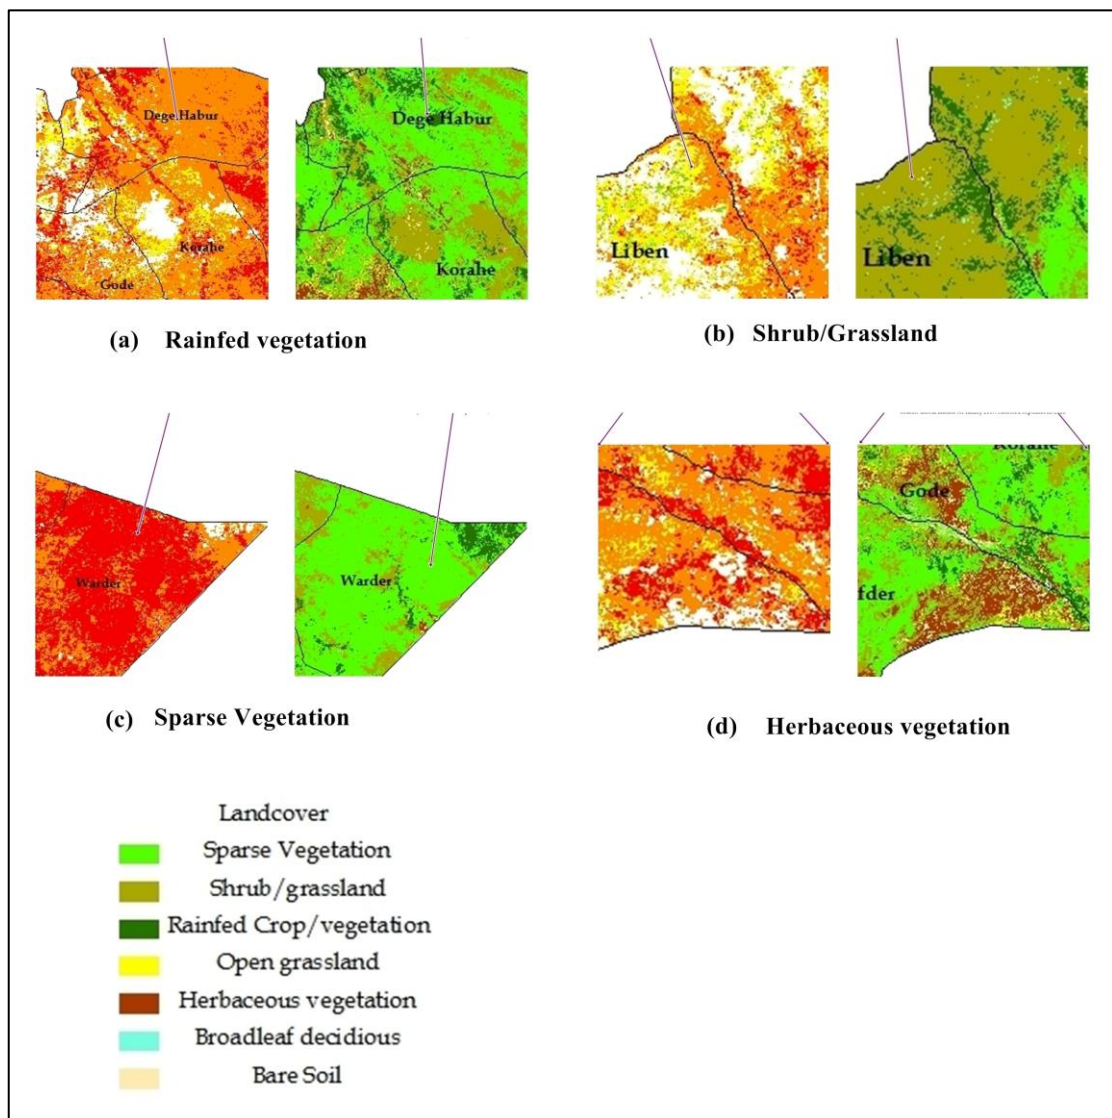 Dege Habur
Korahe
Gode
Dege Habur
Korahe
Liben
Liben
(a) Rainfed vegetation
(b) Shrub/Grassland
Warder
Warder
Gode
fder
(c) Sparse Vegetation
(d) Herbaceous vegetation
Landcover
Sparse Vegetation
Shrub/grassland
Rainfed Crop/vegetation
Open grassland
Herbaceous vegetation
Broadleaf decidious
Bare Soil